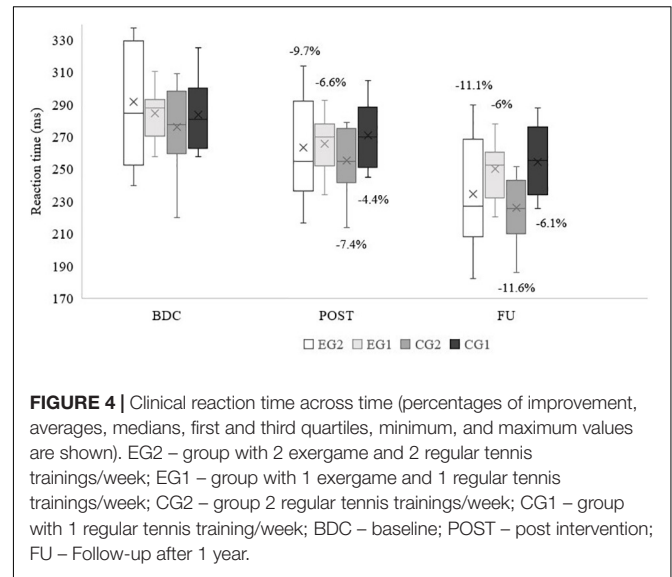 330
310
290
270
250
230
210
190
170
Reaction time (ms)
-9.7%
-6.6%
-4.4%
-7.4%
-11.1%
-6%
-6.1%
-11.6%
BDC POST FU
EG2 EG1 CG2 CG1
FIGURE 4 | Clinical reaction time across time (percentages of improvement,
averages, medians, first and third quartiles, minimum, and maximum values
are shown). EG2 – group with 2 exergame and 2 regular tennis
trainings/week; EG1 – group with 1 exergame and 1 regular tennis
trainings/week; CG2 – group 2 regular tennis trainings/week; CG1 – group
with 1 regular tennis training/week; BDC – baseline; POST – post intervention;
FU – Follow-up after 1 year.